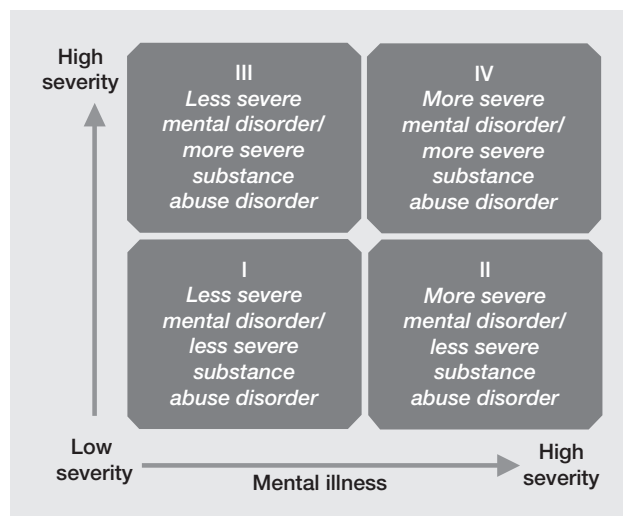 High
severity
III
Less severe
mental disorder/
more severe
substance
abuse disorder
IV
More severe
mental disorder/
more severe
substance
abuse disorder
I
Less severe
mental disorder/
less severe
substance
abuse disorder
II
More severe
mental disorder/
less severe
substance
abuse disorder
Low
severity
Mental illness
High
severity